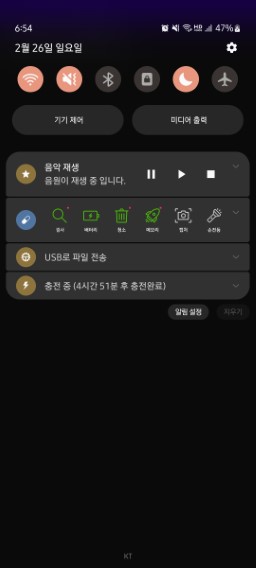 6:54
47%
2월 26일 일요일
기기 제어
미디어 출력
음악 재생
음원이 재생 중 입니다.
검사
배터리
청소
메모리
캡처
손전등
USB로 파일 전송
충전 중 (4시간 51분 후 충전완료)
알림 설정
지우기
KT